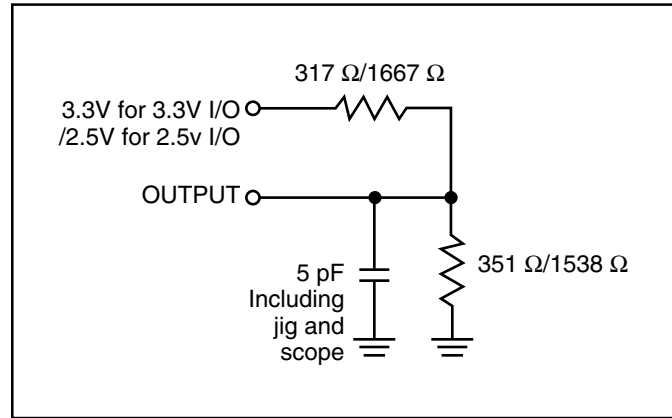 317 Ω/1667 Ω
3.3V for 3.3V I/O
/2.5V for 2.5v I/O
OUTPUT
351 Ω/1538 Ω
5 pF
Including
jig and
scope